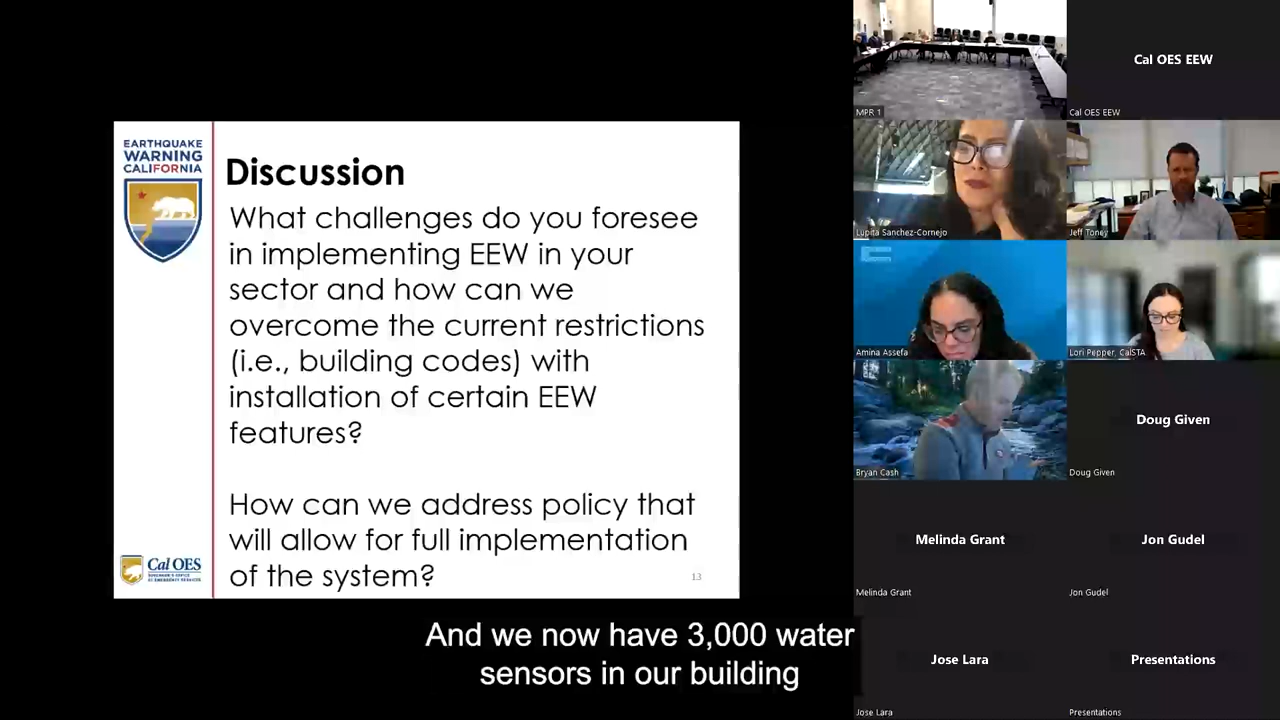 EARTHQUAKE
WARNING
CALIFORNIA
Discussion
What challenges do you foresee
in implementing EEW in your
sector and how can we
overcome the current restrictions
(i.e., building codes) with
installation of certain EEW
features?
How can we address policy that
will allow for full implementation
of the system?
Cal OES
GOVERNOR'S OFFICE
OF EMERGENCY SERVICES
13
And we now have 3,000 water
sensors in our building
MPR 1
Cal OES EEW
Cal OES EEW
Lupita Sanchez-Cornejo
Jeff Toney
Amina Assefa
Lori Pepper, CalSTA
Bryan Cash
Doug Given
Doug Given
Melinda Grant
Melinda Grant
Jon Gudel
Jon Gudel
Jose Lara
Jose Lara
Presentations
Presentations